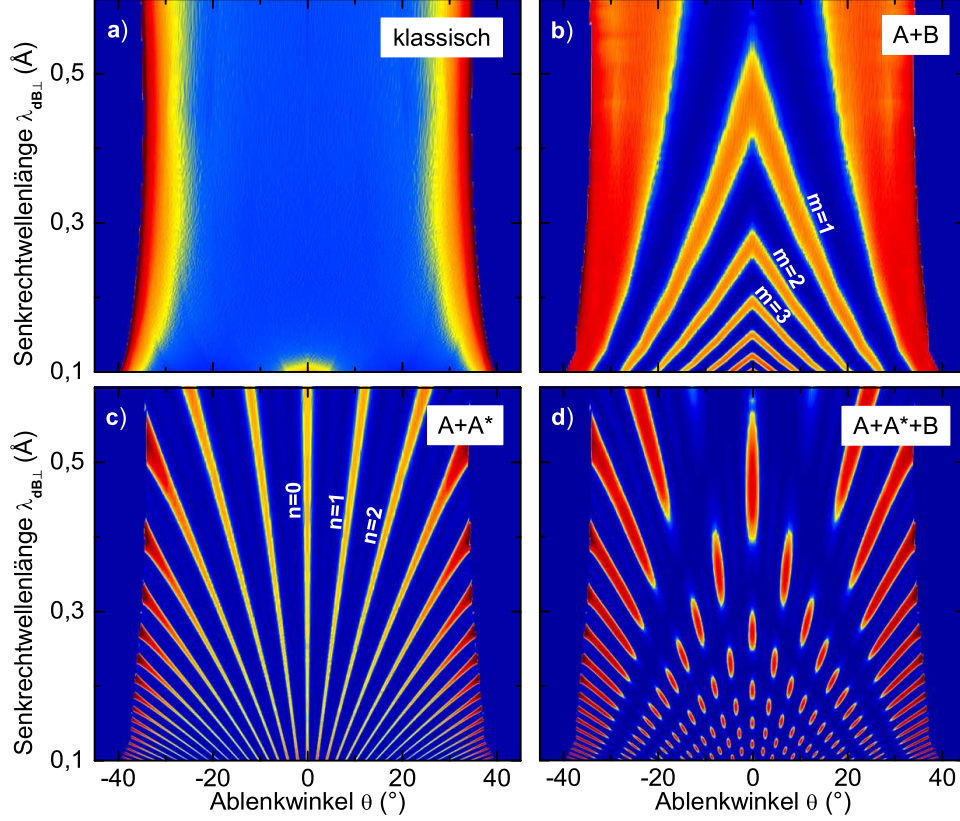 a)
klassisch
b)
A+B
Senkrechtwellenlänge λdB⊥ (Å)
0,5
0,3
0,1
m=1
m=2
m=3
c)
A+A*
d)
A+A*+B
Senkrechtwellenlänge λdB⊥ (Å)
0,5
0,3
0,1
n=0
n=1
n=2
-40 -20 0 20 40
-40 -20 0 20 40
Ablenkwinkel θ (°)
Ablenkwinkel θ (°)